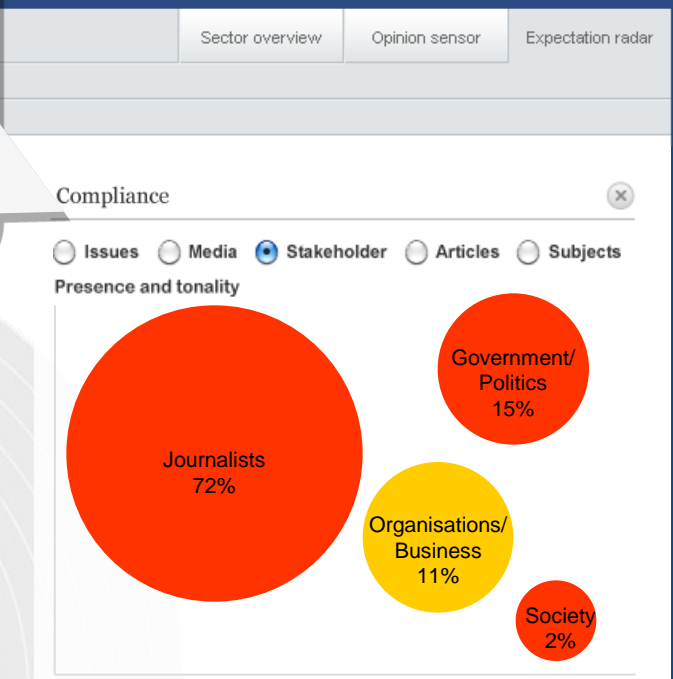 Sector overview
Opinion sensor
Expectation radar
Compliance
Issues
Media
Stakeholder
Articles
Subjects
Presence and tonality
Journalists
72%
Government/
Politics
15%
Organisations/
Business
11%
Society
2%